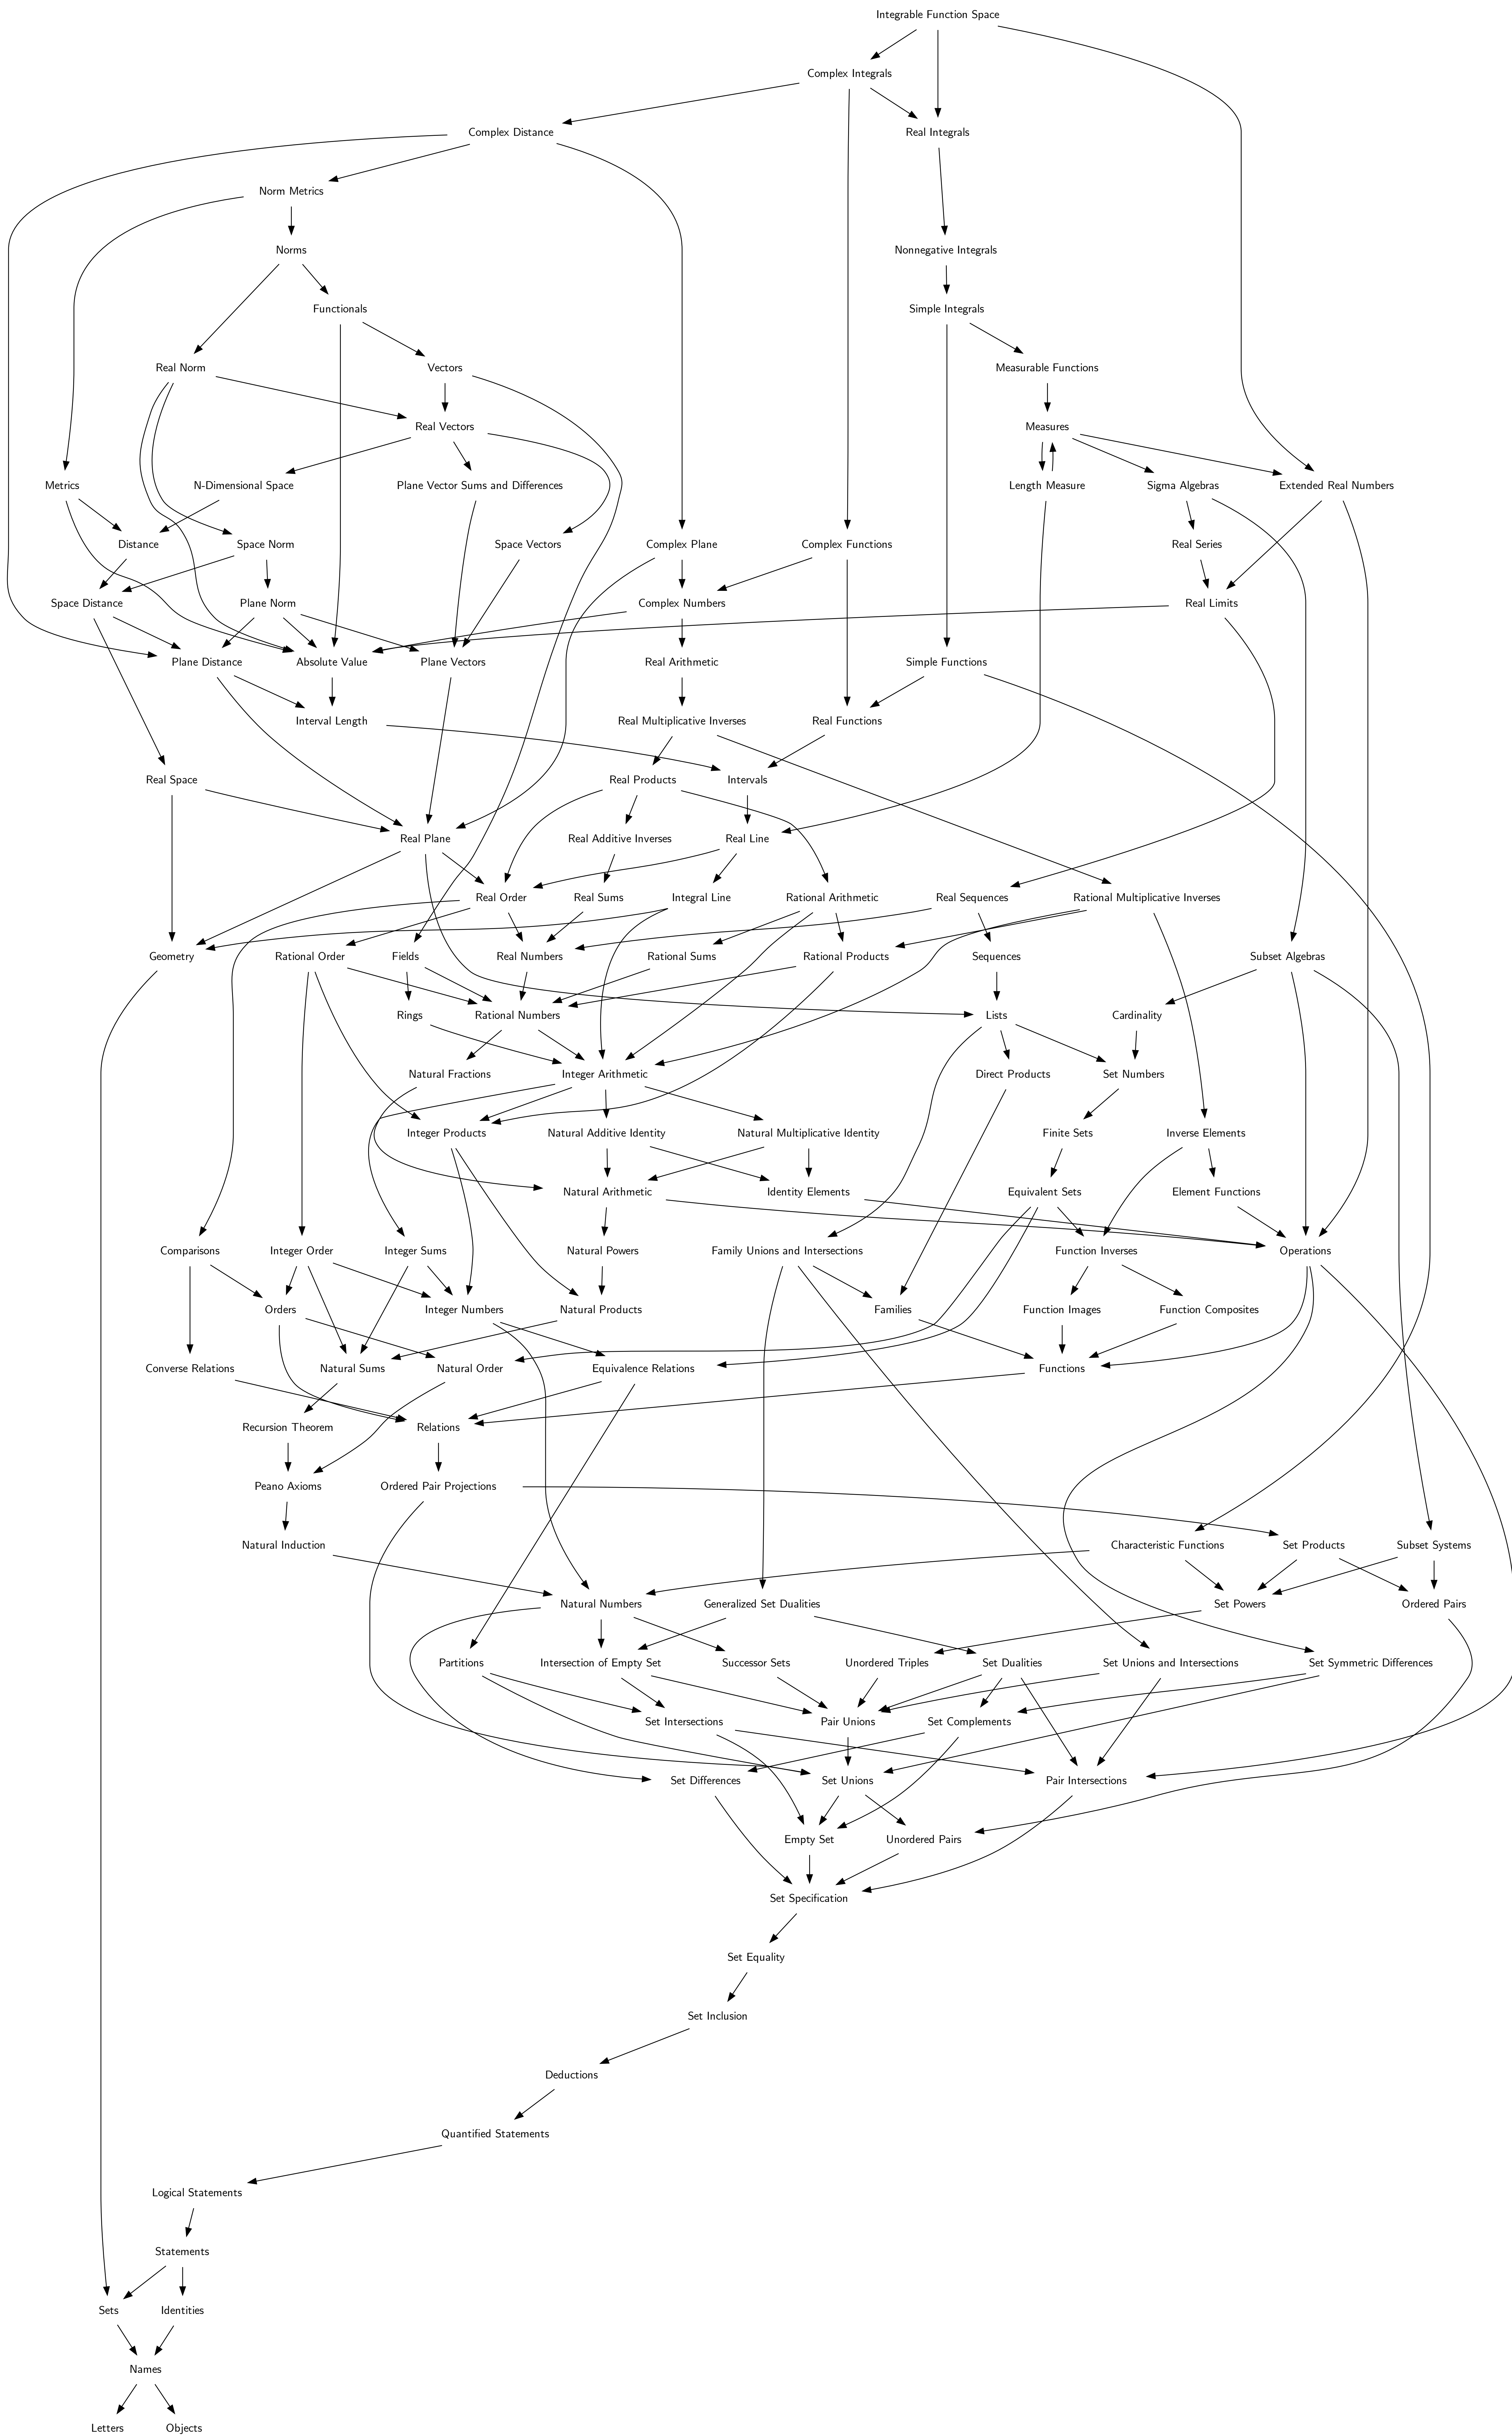 Integrable Function Space
Complex Integrals
Complex Distance
Real Integrals
Norm Metrics
Norms
Nonnegative Integrals
Functionals
Simple Integrals
Real Norm
Vectors
Measurable Functions
Real Vectors
Measures
Metrics
N-Dimensional Space
Plane Vector Sums and Differences
Length Measure
Sigma Algebras
Extended Real Numbers
Distance
Space Norm
Space Vectors
Complex Plane
Complex Functions
Real Series
Space Distance
Plane Norm
Complex Numbers
Real Limits
Plane Distance
Absolute Value
Plane Vectors
Real Arithmetic
Simple Functions
Interval Length
Real Multiplicative Inverses
Real Functions
Real Space
Real Products
Intervals
Real Plane
Real Additive Inverses
Real Line
Real Order
Real Sums
Integral Line
Rational Arithmetic
Real Sequences
Rational Multiplicative Inverses
Geometry
Rational Order
Fields
Real Numbers
Rational Sums
Rational Products
Sequences
Subset Algebras
Rings
Rational Numbers
Lists
Cardinality
Natural Fractions
Integer Arithmetic
Direct Products
Set Numbers
Integer Products
Natural Additive Identity
Natural Multiplicative Identity
Finite Sets
Inverse Elements
Natural Arithmetic
Identity Elements
Equivalent Sets
Element Functions
Comparisons
Integer Order
Integer Sums
Natural Powers
Family Unions and Intersections
Function Inverses
Operations
Orders
Integer Numbers
Natural Products
Families
Function Images
Function Composites
Converse Relations
Natural Sums
Natural Order
Equivalence Relations
Functions
Recursion Theorem
Relations
Peano Axioms
Ordered Pair Projections
Natural Induction
Characteristic Functions
Set Products
Subset Systems
Natural Numbers
Generalized Set Dualities
Set Powers
Ordered Pairs
Partitions
Intersection of Empty Set
Successor Sets
Unordered Triples
Set Dualities
Set Unions and Intersections
Set Symmetric Differences
Set Intersections
Pair Unions
Set Complements
Set Differences
Set Unions
Pair Intersections
Empty Set
Unordered Pairs
Set Specification
Set Equality
Set Inclusion
Deductions
Quantified Statements
Logical Statements
Statements
Sets
Identities
Names
Letters
Objects